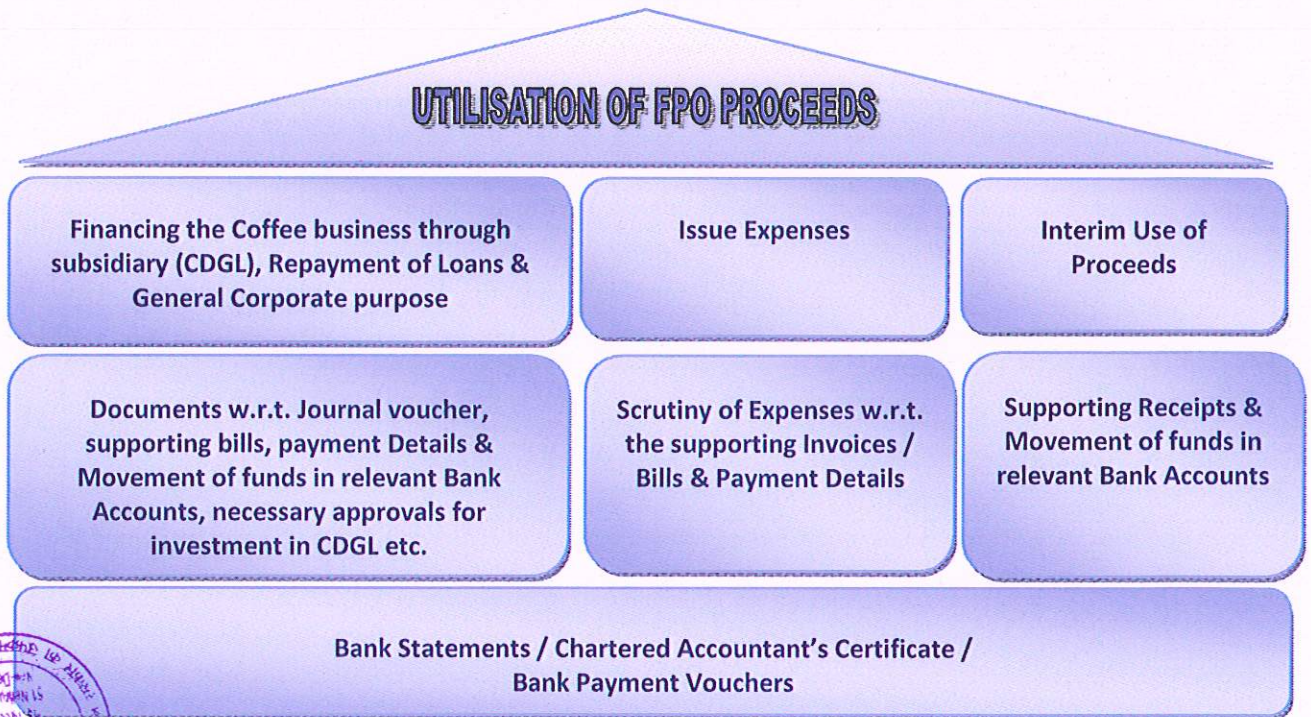 UTILISATION OF FPO PROCEEDS
Financing the Coffee business through
subsidiary (CDGL), Repayment of Loans &
General Corporate purpose
Issue Expenses
Interim Use of
Proceeds
Documents w.r.t. Journal voucher,
supporting bills, payment Details &
Movement of funds in relevant Bank
Accounts, necessary approvals for
investment in CDGL etc.
Scrutiny of Expenses w.r.t.
the supporting Invoices /
Bills & Payment Details
Supporting Receipts &
Movement of funds in
relevant Bank Accounts
Bank Statements / Chartered Accountant's Certificate /
Bank Payment Vouchers